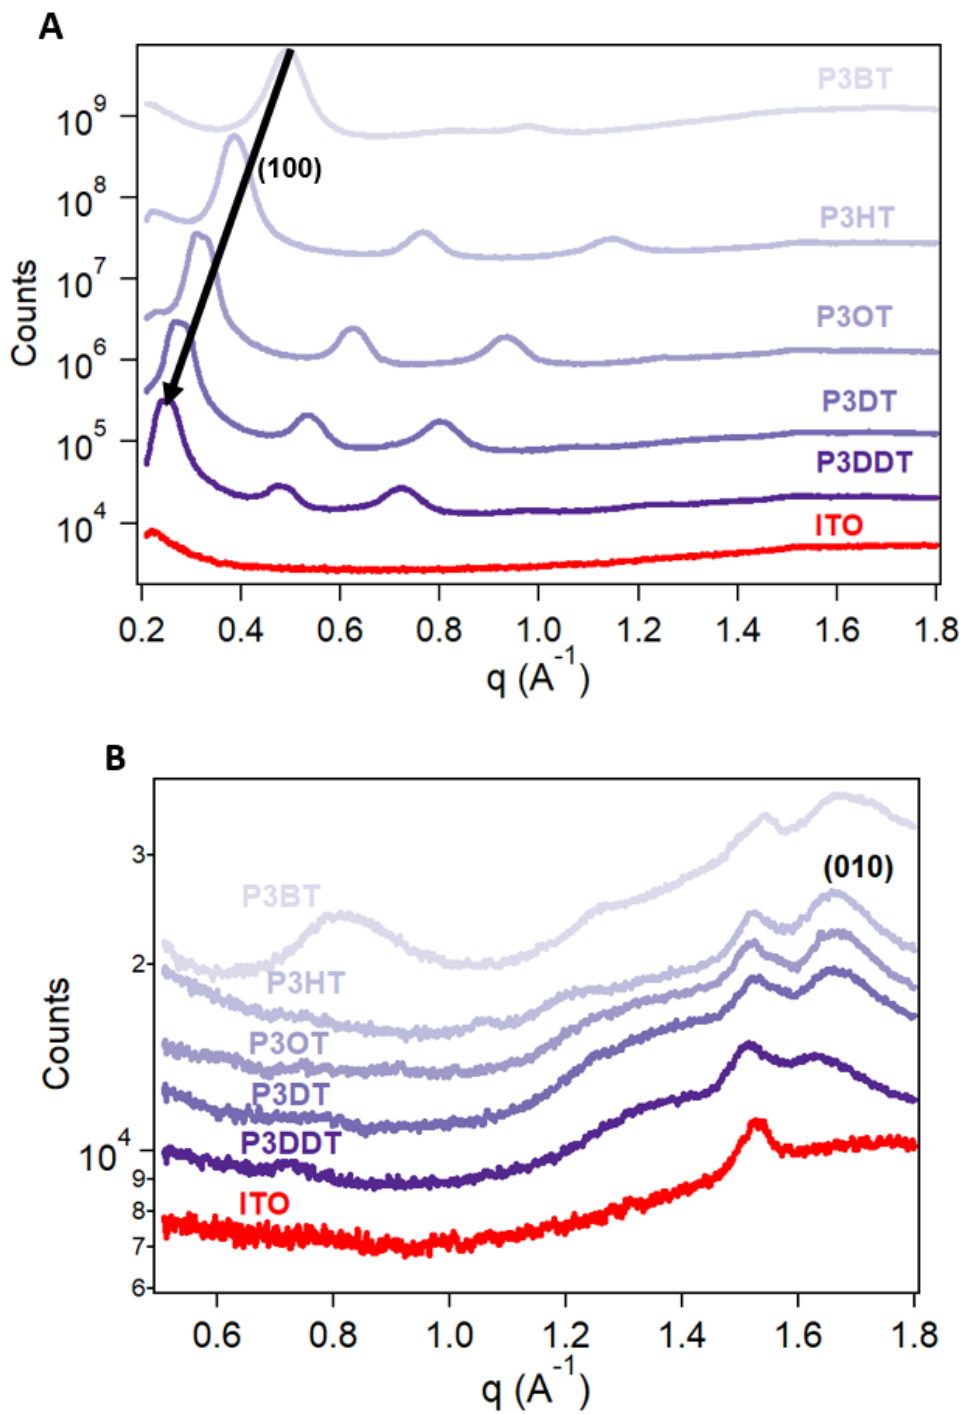 A
P3BT
10^9
(100)
10^8
P3HT
10^7
P3OT
10^6
P3DT
10^5
P3DDT
10^4
ITO
Counts
0.2 0.4 0.6 0.8 1.0 1.2 1.4 1.6 1.8
q (A^-1)
B
3
(010)
P3BT
2
P3HT
P3OT
P3DT
P3DDT
10^4
9
ITO
8
7
6
Counts
0.6 0.8 1.0 1.2 1.4 1.6 1.8
q (A^-1)